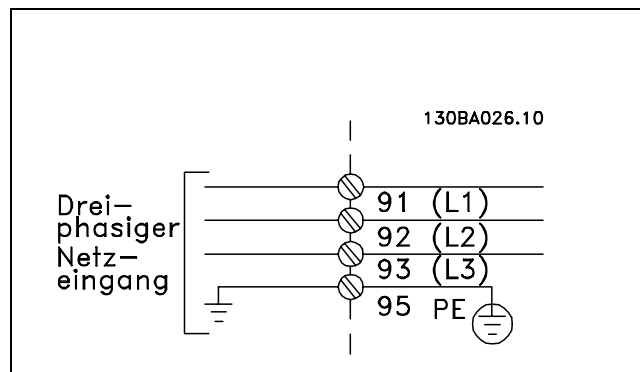 130BA026.10
Drei-
phasiger
Netz-
eingang
91 (L1)
92 (L2)
93 (L3)
95 PE